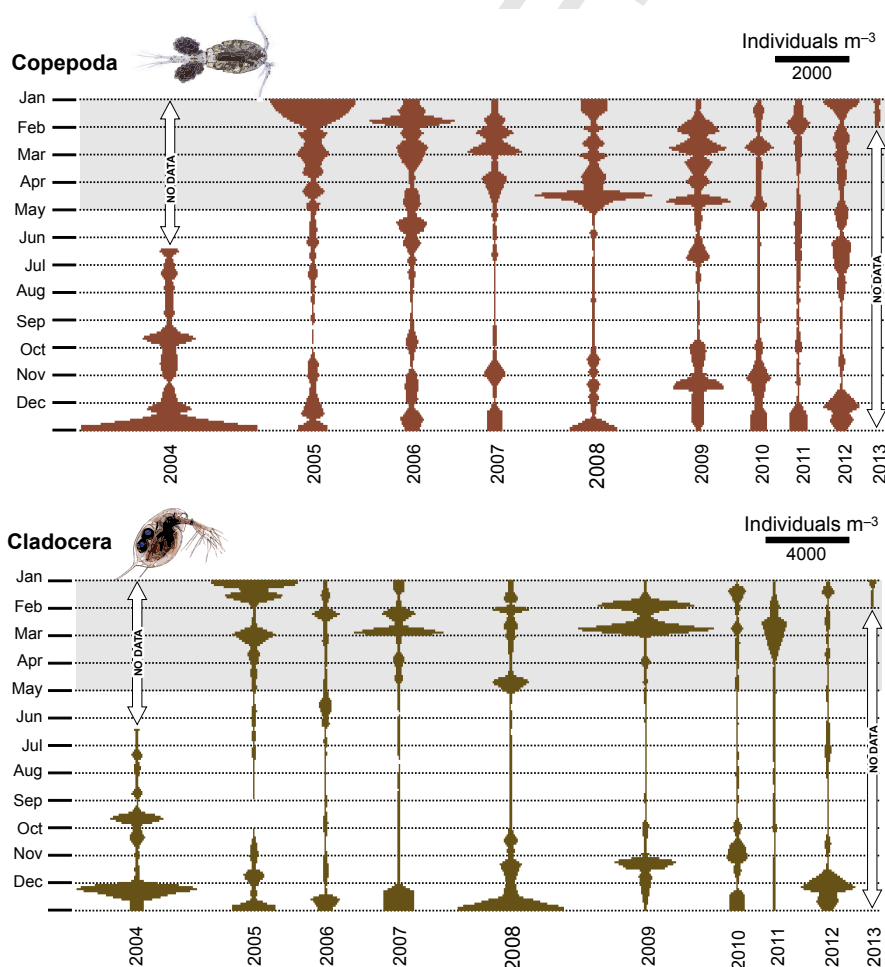 Copepoda
Individuals m–3
2000
Jan
Feb
Mar
Apr
May
Jun
Jul
Aug
Sep
Oct
Nov
Dec
NO DATA
NO DATA
2004
2005
2006
2007
2008
2009
2010
2011
2012
2013
Cladocera
Individuals m–3
4000
Jan
Feb
Mar
Apr
May
Jun
Jul
Aug
Sep
Oct
Nov
Dec
NO DATA
NO DATA
2004
2005
2006
2007
2008
2009
2010
2011
2012
2013